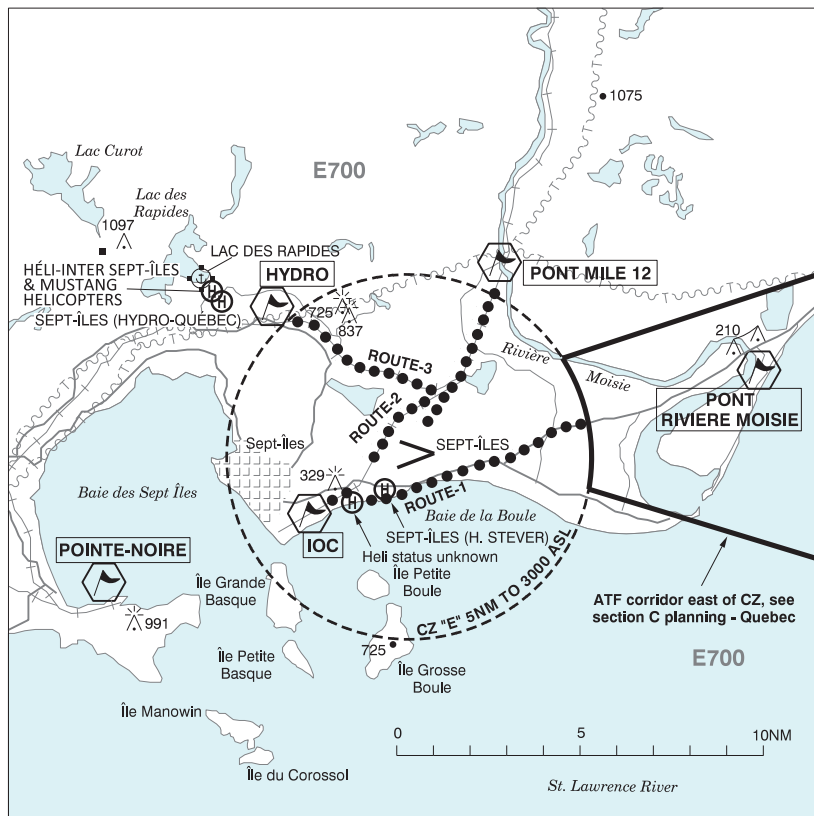 1075
Lac Curot
E700
Lac des
Rapides
1097
LAC DES RAPIDES
HÉLI-INTER SEPT-ÎLES
& MUSTANG
HELICOPTERS
HYDRO
PONT MILE 12
SEPT-ÎLES (HYDRO-QUÉBEC)
725
837
210
ROUTE-3
Rivière
Moisie
PONT
RIVIERE MOISIE
ROUTE-2
Sept-Îles
SEPT-ÎLES
329
Baie des Sept Îles
ROUTE-1
H
H
H
H
Baie de la Boule
IOC
SEPT-ÎLES (H. STEVER)
Heli status unknown
POINTE-NOIRE
Île Grande
Basque
Île Petite
Boule
CZ "E" 5NM TO 3000 ASL
ATF corridor east of CZ, see
section C planning - Quebec
991
725
Île Petite
Basque
Île Grosse
Boule
E700
Île Manowin
0
5
10NM
Île du Corossol
St. Lawrence River